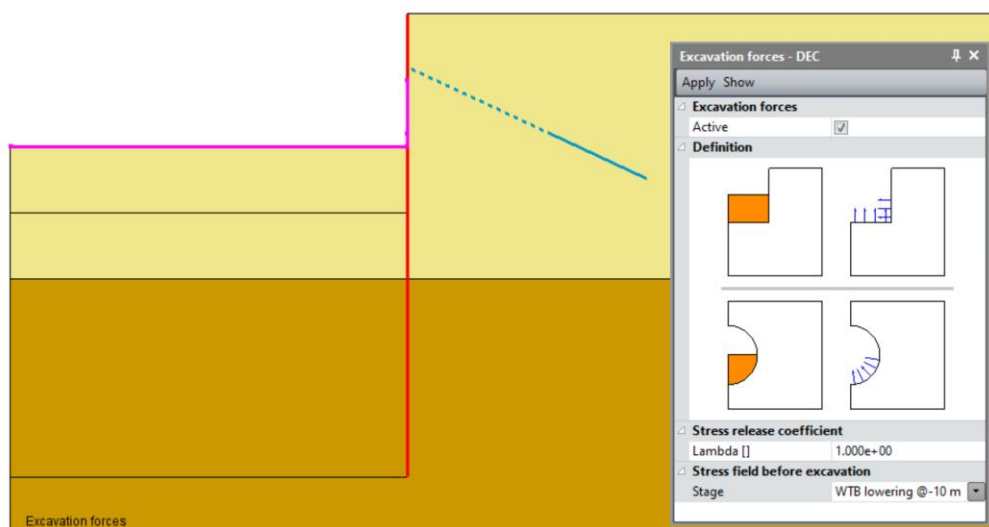 Excavation forces - DEC
Apply Show
Excavation forces
Active
Definition
Stress release coefficient
Lambda [] 1.000e+00
Stress field before excavation
Stage WTB lowering @-10 m
Excavation forces